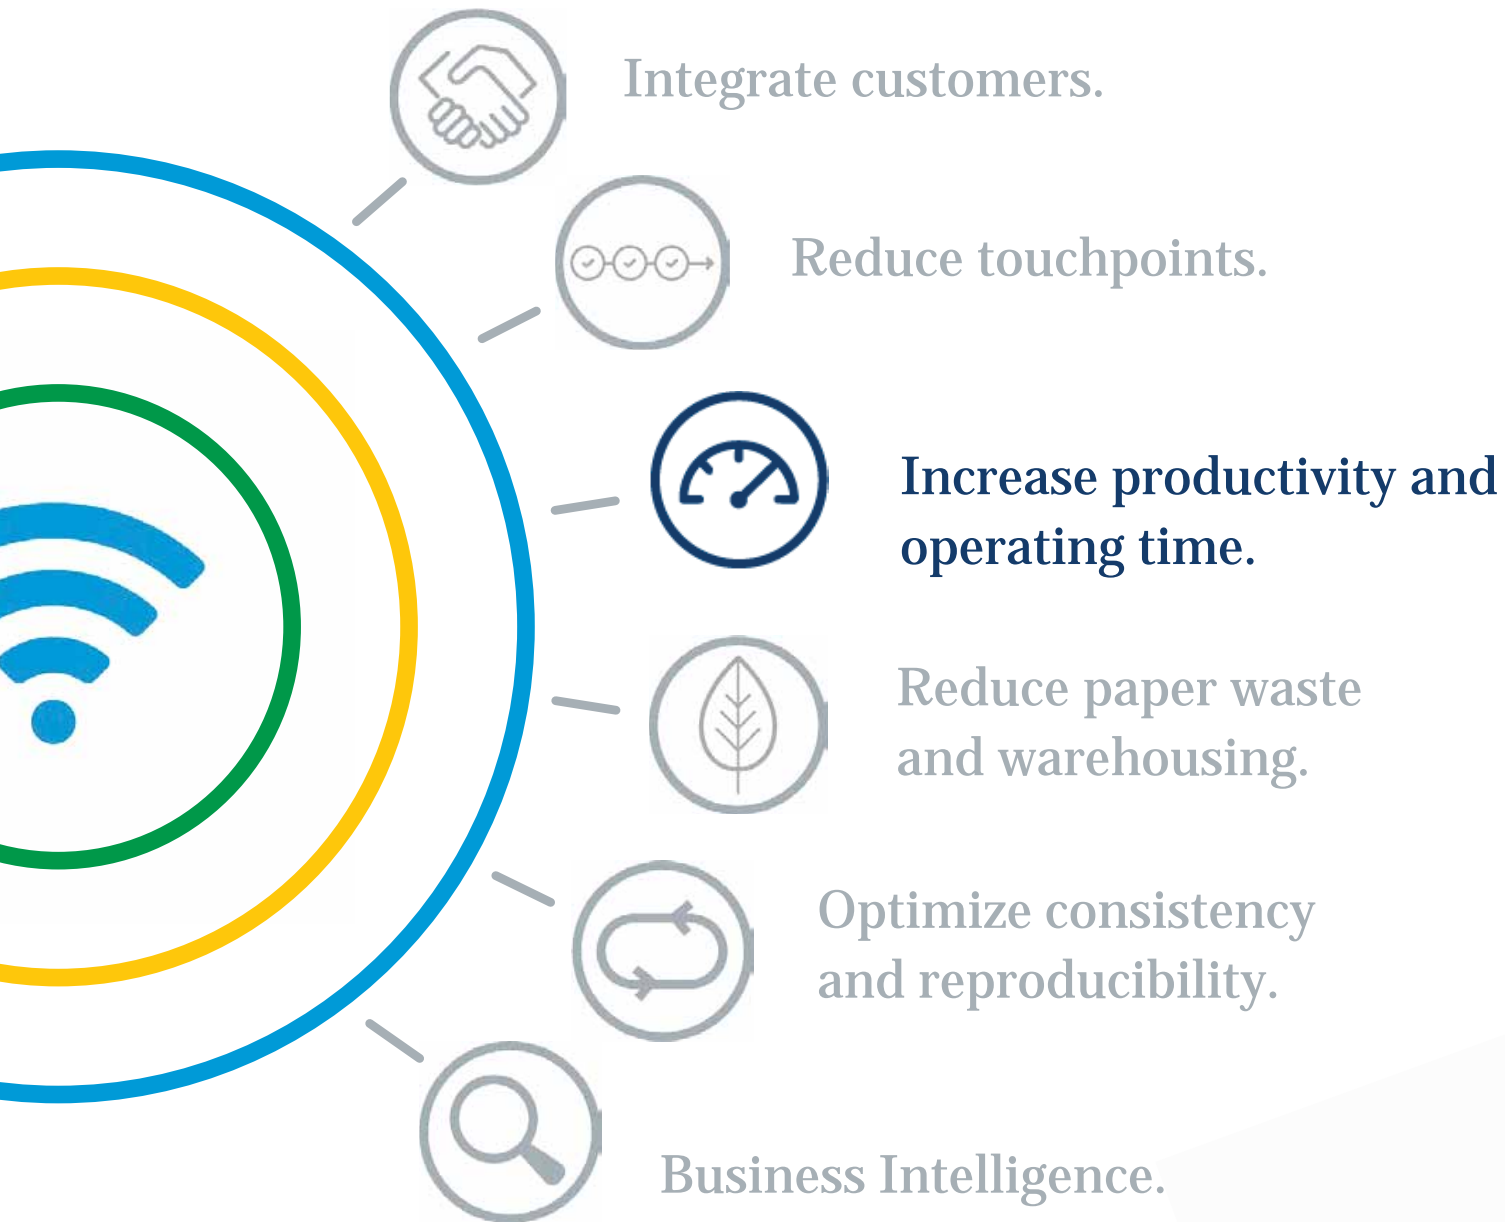 Integrate customers.
Reduce touchpoints.
Increase productivity and
operating time.
Reduce paper waste
and warehousing.
Optimize consistency
and reproducibility.
Business Intelligence.